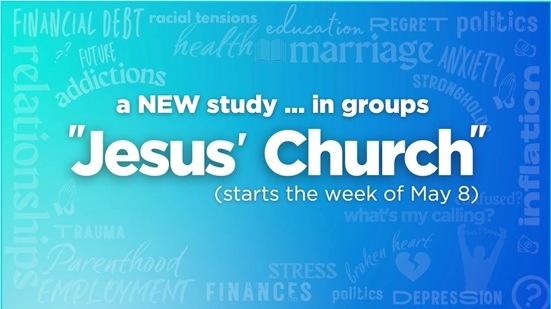 FINANCIAL DEBT
racial tensions
education
REGRET
politics
health
marriage
ANXIETY
FUTURE
addictions
relationships
inflation
a NEW study ... in groups
"Jesus' Church"
(starts the week of May 8)
what's my calling?
TRAUMA
Parenthood
EMPLOYMENT
FINANCES
STRESS
broken heart
politics
DEPRESSION
?